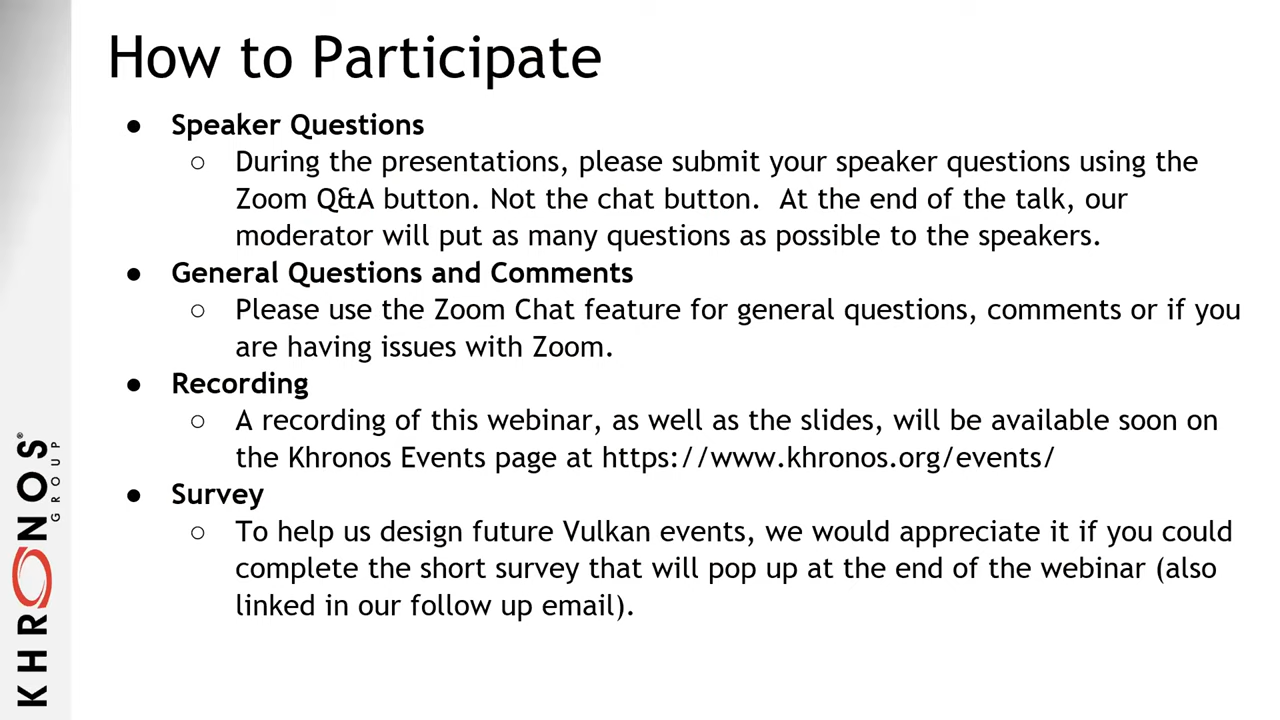 How to Participate
● Speaker Questions
○ During the presentations, please submit your speaker questions using the
Zoom Q&A button. Not the chat button.  At the end of the talk, our
moderator will put as many questions as possible to the speakers.
● General Questions and Comments
○ Please use the Zoom Chat feature for general questions, comments or if you
are having issues with Zoom.
● Recording
○ A recording of this webinar, as well as the slides, will be available soon on
the Khronos Events page at https://www.khronos.org/events/
● Survey
○ To help us design future Vulkan events, we would appreciate it if you could
complete the short survey that will pop up at the end of the webinar (also
linked in our follow up email).
KHRONOS®
GROUP